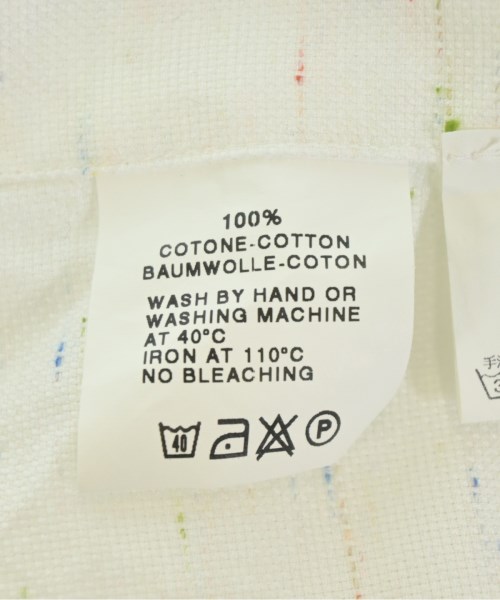 100%
COTONE-COTTON
BAUMWOLLE-COTON
WASH BY HAND OR
WASHING MACHINE
AT 40°C
IRON AT 110°C
NO BLEACHING
40
P
手